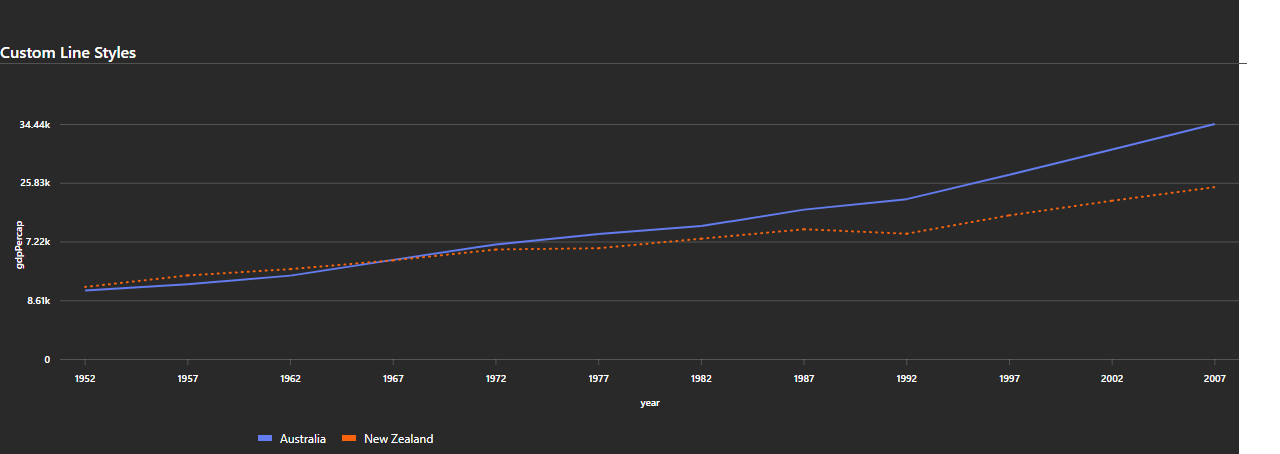 Custom Line Styles
34.44k
25.83k
7.22k
8.61k
0
gdpPercap
1952 1957 1962 1967 1972 1977 1982 1987 1992 1997 2002 2007
year
Australia New Zealand